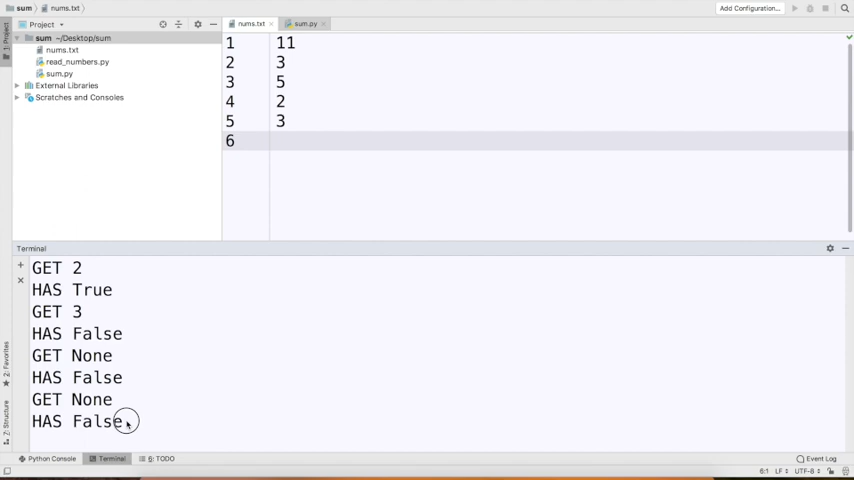 sum nums.txt Add Configuration...
Project nums.txt sum.py
1: Project
sum ~/Desktop/sum
nums.txt
read_numbers.py
sum.py
External Libraries
Scratches and Consoles
1 11
2 3
3 5
4 2
5 3
6
Terminal
GET 2
HAS True
GET 3
HAS False
GET None
HAS False
GET None
HAS False
2: Favorites
7: Structure
Python Console Terminal 6: TODO Event Log
6:1 LF UTF-8